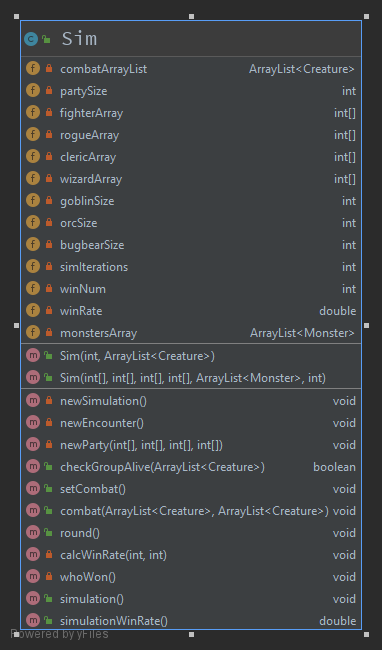 C Sim
f combatArrayList ArrayList<Creature>
f partySize int
f fighterArray int[]
f rogueArray int[]
f clericArray int[]
f wizardArray int[]
f goblinSize int
f orcSize int
f bugbearSize int
f simIterations int
f winNum int
f winRate double
f monstersArray ArrayList<Monster>
m Sim(int, ArrayList<Creature>)
m Sim(int[], int[], int[], int[], ArrayList<Monster>, int)
m newSimulation() void
m newEncounter() void
m newParty(int[], int[], int[], int[]) void
m checkGroupAlive(ArrayList<Creature>) boolean
m setCombat() void
m combat(ArrayList<Creature>, ArrayList<Creature>) void
m round() void
m calcWinRate(int, int) void
m whoWon() void
m simulation() void
m simulationWinRate() double
Powered by yFiles